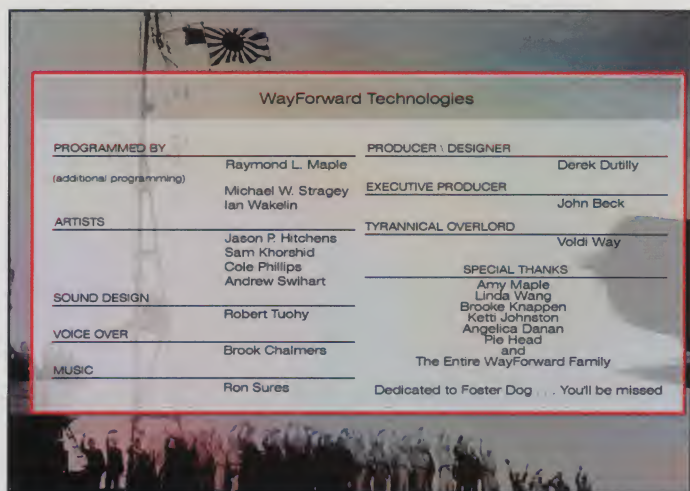 WayForward Technologies
PROGRAMMED BY
Raymond L. Maple
(additional programming)
Michael W. Stragey
Ian Wakelin
ARTISTS
Jason P. Hitchens
Sam Khorshid
Cole Phillips
Andrew Swihart
SOUND DESIGN
Robert Tuohy
VOICE OVER
Brook Chalmers
MUSIC
Ron Sures
PRODUCER \ DESIGNER
Derek Dutilly
EXECUTIVE PRODUCER
John Beck
TYRANNICAL OVERLORD
Voldi Way
SPECIAL THANKS
Amy Maple
Linda Wang
Brooke Knappen
Ketti Johnston
Angelica Danan
Pie Head
and
The Entire WayForward Family
Dedicated to Foster Dog . . . You'll be missed